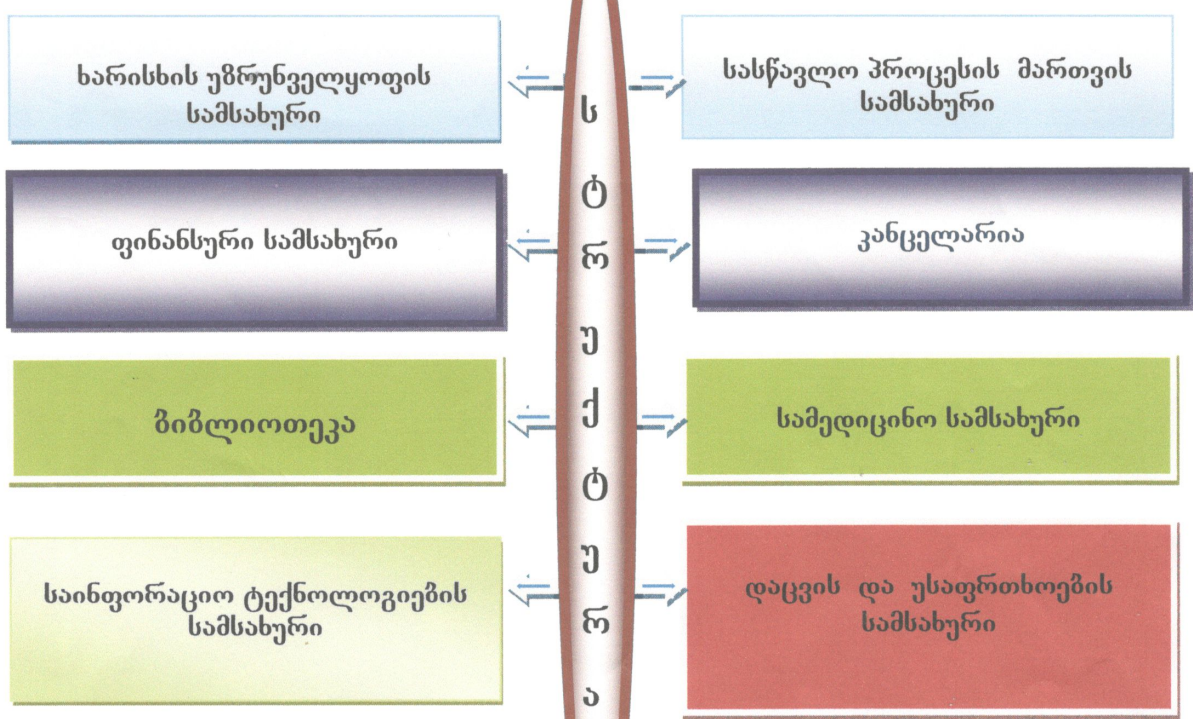 ხარისხის უზრუნველყოფის
სამსახური
სასწავლო პროცესის მართვის
სამსახური
ფინანსური სამსახური
კანცელარია
ბიბლიოთეკა
სამედიცინო სამსახური
საინფორაციო ტექნოლოგიების
სამსახური
დაცვის და უსაფრთხოების
სამსახური
ს
ტ
რ
უ
ქ
ტ
უ
რ
ა